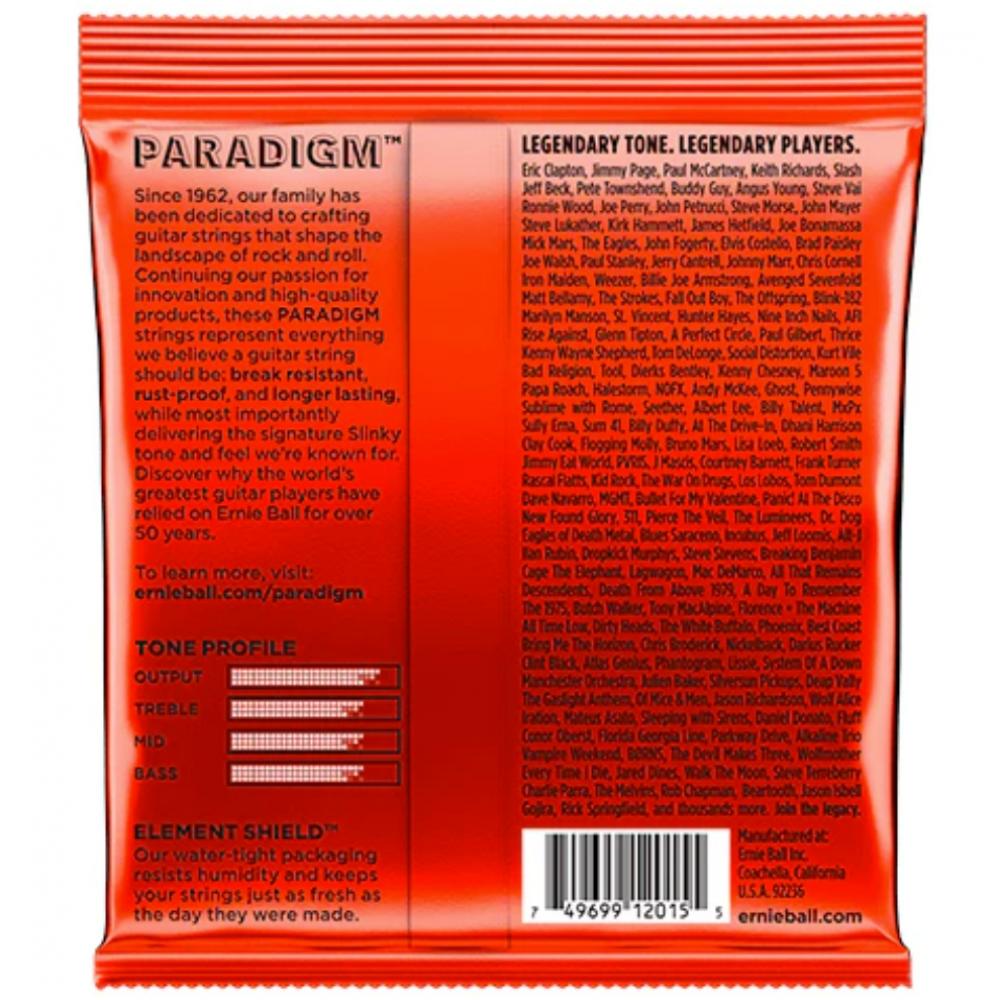 PARADIGM™
Since 1962, our family has
been dedicated to crafting
guitar strings that shape the
landscape of rock and roll.
Continuing our passion for
innovation and high-quality
products, these PARADIGM
strings represent everything
we believe a guitar string
should be: break resistant,
rust-proof, and longer lasting,
while most importantly
delivering the signature Slinky
tone and feel we're known for.
Discover why the world's
greatest guitar players have
relied on Ernie Ball for over
50 years.
To learn more, visit:
ernieball.com/paradigm
TONE PROFILE
OUTPUT
TREBLE
MID
BASS
ELEMENT SHIELD™
Our water-tight packaging
resists humidity and keeps
your strings just as fresh as
the day they were made.
LEGENDARY TONE. LEGENDARY PLAYERS.
Eric Clapton, Jimmy Page, Paul McCartney, Keith Richards, Slash
Jeff Beck, Pete Townshend, Buddy Guy, Angus Young, Steve Vai
Ronnie Wood, Joe Perry, John Petrucci, Steve Morse, John Mayer
Steve Lukather, Kirk Hammett, James Hetfield, Joe Bonamassa
Mick Mars, The Eagles, John Fogerty, Elvis Costello, Brad Paisley
Joe Walsh, Paul Stanley, Jerry Cantrell, Johnny Marr, Chris Cornell
Iron Maiden, Weezer, Billie Joe Armstrong, Avenged Sevenfold
Matt Bellamy, The Strokes, Fall Out Boy, The Offspring, Blink-182
Marilyn Manson, St. Vincent, Hunter Hayes, Nine Inch Nails, AFI
Rise Against, Glenn Tipton, A Perfect Circle, Paul Gilbert, Thrice
Kenny Wayne Shepherd, Tom DeLonge, Social Distortion, Kurt Vile
Bad Religion, Tool, Dierks Bentley, Kenny Chesney, Maroon 5
Papa Roach, Halestorm, NOFX, Andy McKee, Ghost, Pennywise
Sublime with Rome, Seether, Albert Lee, Billy Talent, MxPx
Sully Erna, Sum 41, Billy Duffy, At The Drive-In, Dhani Harrison
Clay Cook, Flogging Molly, Bruno Mars, Lisa Loeb, Robert Smith
Jimmy Eat World, PVRIS, J Mascis, Courtney Barnett, Frank Turner
Rascal Flatts, Kid Rock, The War On Drugs, Los Lobos, Tom Dumont
Dave Navarro, MGMT, Bullet For My Valentine, Panic! At The Disco
New Found Glory, 311, Pierce The Veil, The Lumineers, Dr. Dog
Eagles of Death Metal, Blues Saraceno, Incubus, Jeff Loomis, Alt-J
Ilan Rubin, Dropkick Murphys, Steve Stevens, Breaking Benjamin
Cage The Elephant, Lagwagon, Mac DeMarco, All That Remains
Descendents, Death From Above 1979, A Day To Remember
The 1975, Butch Walker, Tony MacAlpine, Florence + The Machine
All Time Low, Dirty Heads, The White Buffalo, Phoenix, Best Coast
Bring Me The Horizon, Chris Broderick, Nickelback, Darius Rucker
Clint Black, Atlas Genius, Phantogram, Lissie, System Of A Down
Manchester Orchestra, Julien Baker, Silversun Pickups, Deap Vally
The Gaslight Anthem, Of Mice & Men, Jason Richardson, Wolf Alice
Iration, Mateus Asato, Sleeping with Sirens, Daniel Donato, Fluff
Conor Oberst, Florida Georgia Line, Parkway Drive, Alkaline Trio
Vampire Weekend, BØRNS, The Devil Makes Three, Wolfmother
Every Time I Die, Jared Dines, Walk The Moon, Steve Terreberry
Charlie Parra, The Melvins, Rob Chapman, Beartooth, Jason Isbell
Gojira, Rick Springfield, and thousands more. Join the legacy.
7 49699 12015 5
Manufactured at:
Ernie Ball Inc.
Coachella, California
U.S.A. 92236
ernieball.com